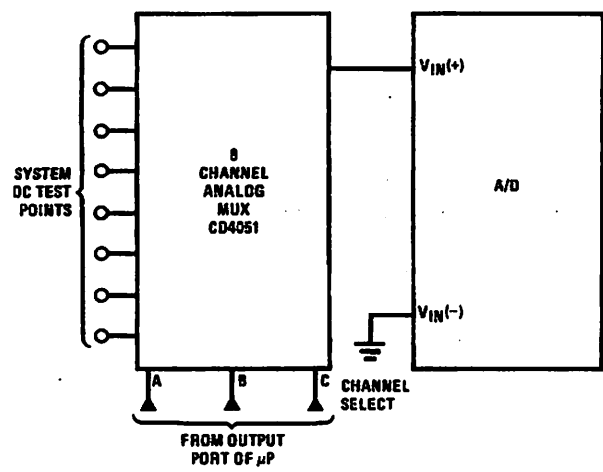 SYSTEM
DC TEST
POINTS
8
CHANNEL
ANALOG
MUX
CD4051
VIN(+)
A/D
VIN(−)
A
B
C
CHANNEL
SELECT
FROM OUTPUT
PORT OF µP